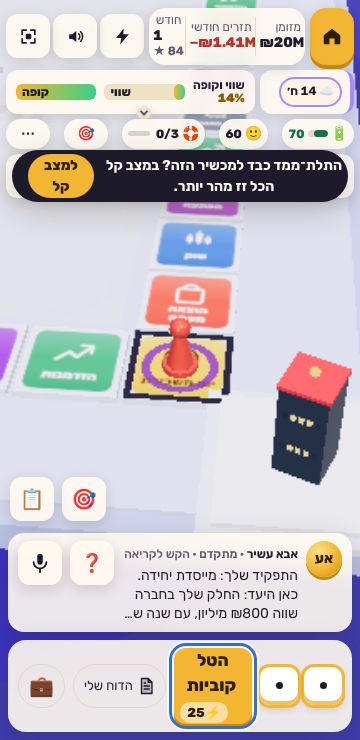 מזומן
₪20M
תזרים חודשי
−₪1.41M
חודש
1
★ 84
14 חי׳
שווי וקופה
14%
שווי
קופה
70
60
0/3
...
התלת־ממד כבד למכשיר הזה? במצב קל
הכל זז מהר יותר.
למצב
קל
שוק
הזדמנות
אבא עשיר • מתקדם • הקש לקריאה
אע
התפקיד שלך: מייסדת יחידה.
כאן היעד: החלק שלך בחברה
שווה ₪800 מיליון, עם שנה ש...
הטל
קוביות
25⚡
הדוח שלי